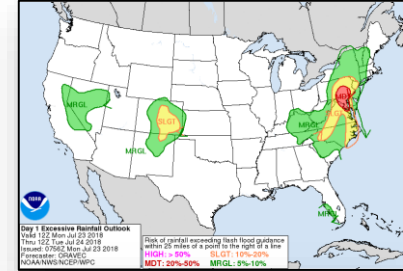 MRGL
SLGT
MRGL
MRGL
SLGT
MRGL
noaa
Day 1 Excessive Rainfall Outlook
Valid 12Z Mon Jul 23 2018
Thru 12Z Tue Jul 24 2018
Issued: 0756Z Mon Jul 23 2018
Forecaster: ORAVEC
NOAA/NWS/NCEP/WPC
Risk of rainfall exceeding flash flood guidance
within 25 miles of a point to the right of a line
HIGH: > 50% SLGT: 10%-20%
MDT: 20%-50% MRGL: 5%-10%